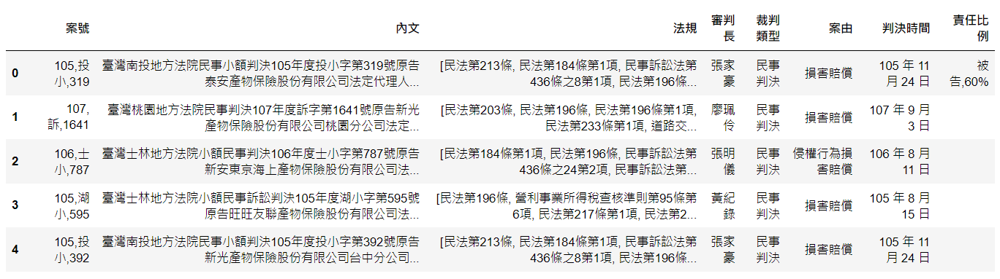 案號 內文 法規 審判長 裁判類型 案由 判決時間 責任比例
0 105,投小,319 臺灣南投地方法院民事小額判決105年度投小字第319號原告泰安產物保險股份有限公司法定代理人... [民法第213條, 民法第184條第1項, 民事訴訟法第436條之8第1項, 民法第196條... 張家豪 民事判決 損害賠償 105 年 11 月 24 日 被告,60%
1 107,訴,1641 臺灣桃園地方法院民事判決107年度訴字第1641號原告新光產物保險股份有限公司桃園分公司法定... [民法第203條, 民法第196條, 民法第196條第1項, 民法第233條第1項, 道路交... 廖珮伶 民事判決 損害賠償 107 年 9 月 3 日
2 106,士小,787 臺灣士林地方法院小額民事判決106年度士小字第787號原告新安東京海上產物保險股份有限公司法... [民法第184條第1項, 民法第196條, 民事訴訟法第436條之24第2項, 民事訴訟法第... 張明儀 民事判決 侵權行為損害賠償 106 年 8 月 11 日
3 105,湖小,595 臺灣士林地方法院小額民事訴訟判決105年度湖小字第595號原告旺旺友聯產物保險股份有限公司法... [民法第196條, 營利事業所得稅查核準則第95條第6項, 民法第217條第1項, 民法第2... 黃紀錄 民事判決 損害賠償 105 年 8 月 15 日
4 105,投小,392 臺灣南投地方法院民事小額判決105年度投小字第392號原告新光產物保險股份有限公司台中分公司... [民法第213條, 民法第184條第1項, 民事訴訟法第436條之8第1項, 民法第196條... 張家豪 民事判決 損害賠償 105 年 11 月 24 日